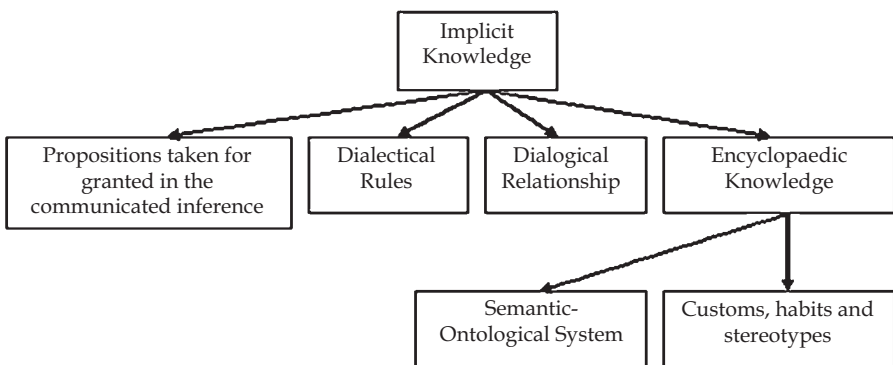 Implicit
Knowledge
Propositions taken for
granted in the
communicated inference
Dialectical
Rules
Dialogical
Relationship
Encyclopaedic
Knowledge
Semantic-
Ontological System
Customs, habits and
stereotypes